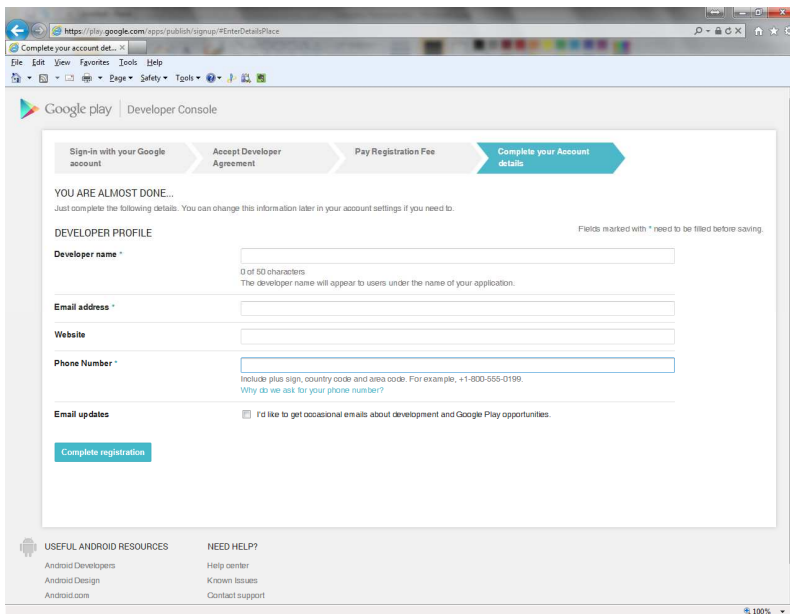 https://play.google.com/apps/publish/signup/#EnterDetailsPlace
Complete your account det...
File Edit View Favorites Tools Help
Page Safety Tools
Google play Developer Console
Sign-in with your Google account
Accept Developer Agreement
Pay Registration Fee
Complete your Account details
YOU ARE ALMOST DONE...
Just complete the following details. You can change this information later in your account settings if you need to.
DEVELOPER PROFILE
Fields marked with * need to be filled before saving.
Developer name *
0 of 50 characters
The developer name will appear to users under the name of your application.
Email address *
Website
Phone Number *
Include plus sign, country code and area code. For example, +1-800-555-0199.
Why do we ask for your phone number?
Email updates
I'd like to get occasional emails about development and Google Play opportunities.
Complete registration
USEFUL ANDROID RESOURCES
Android Developers
Android Design
Android.com
NEED HELP?
Help center
Known Issues
Contact support
100%